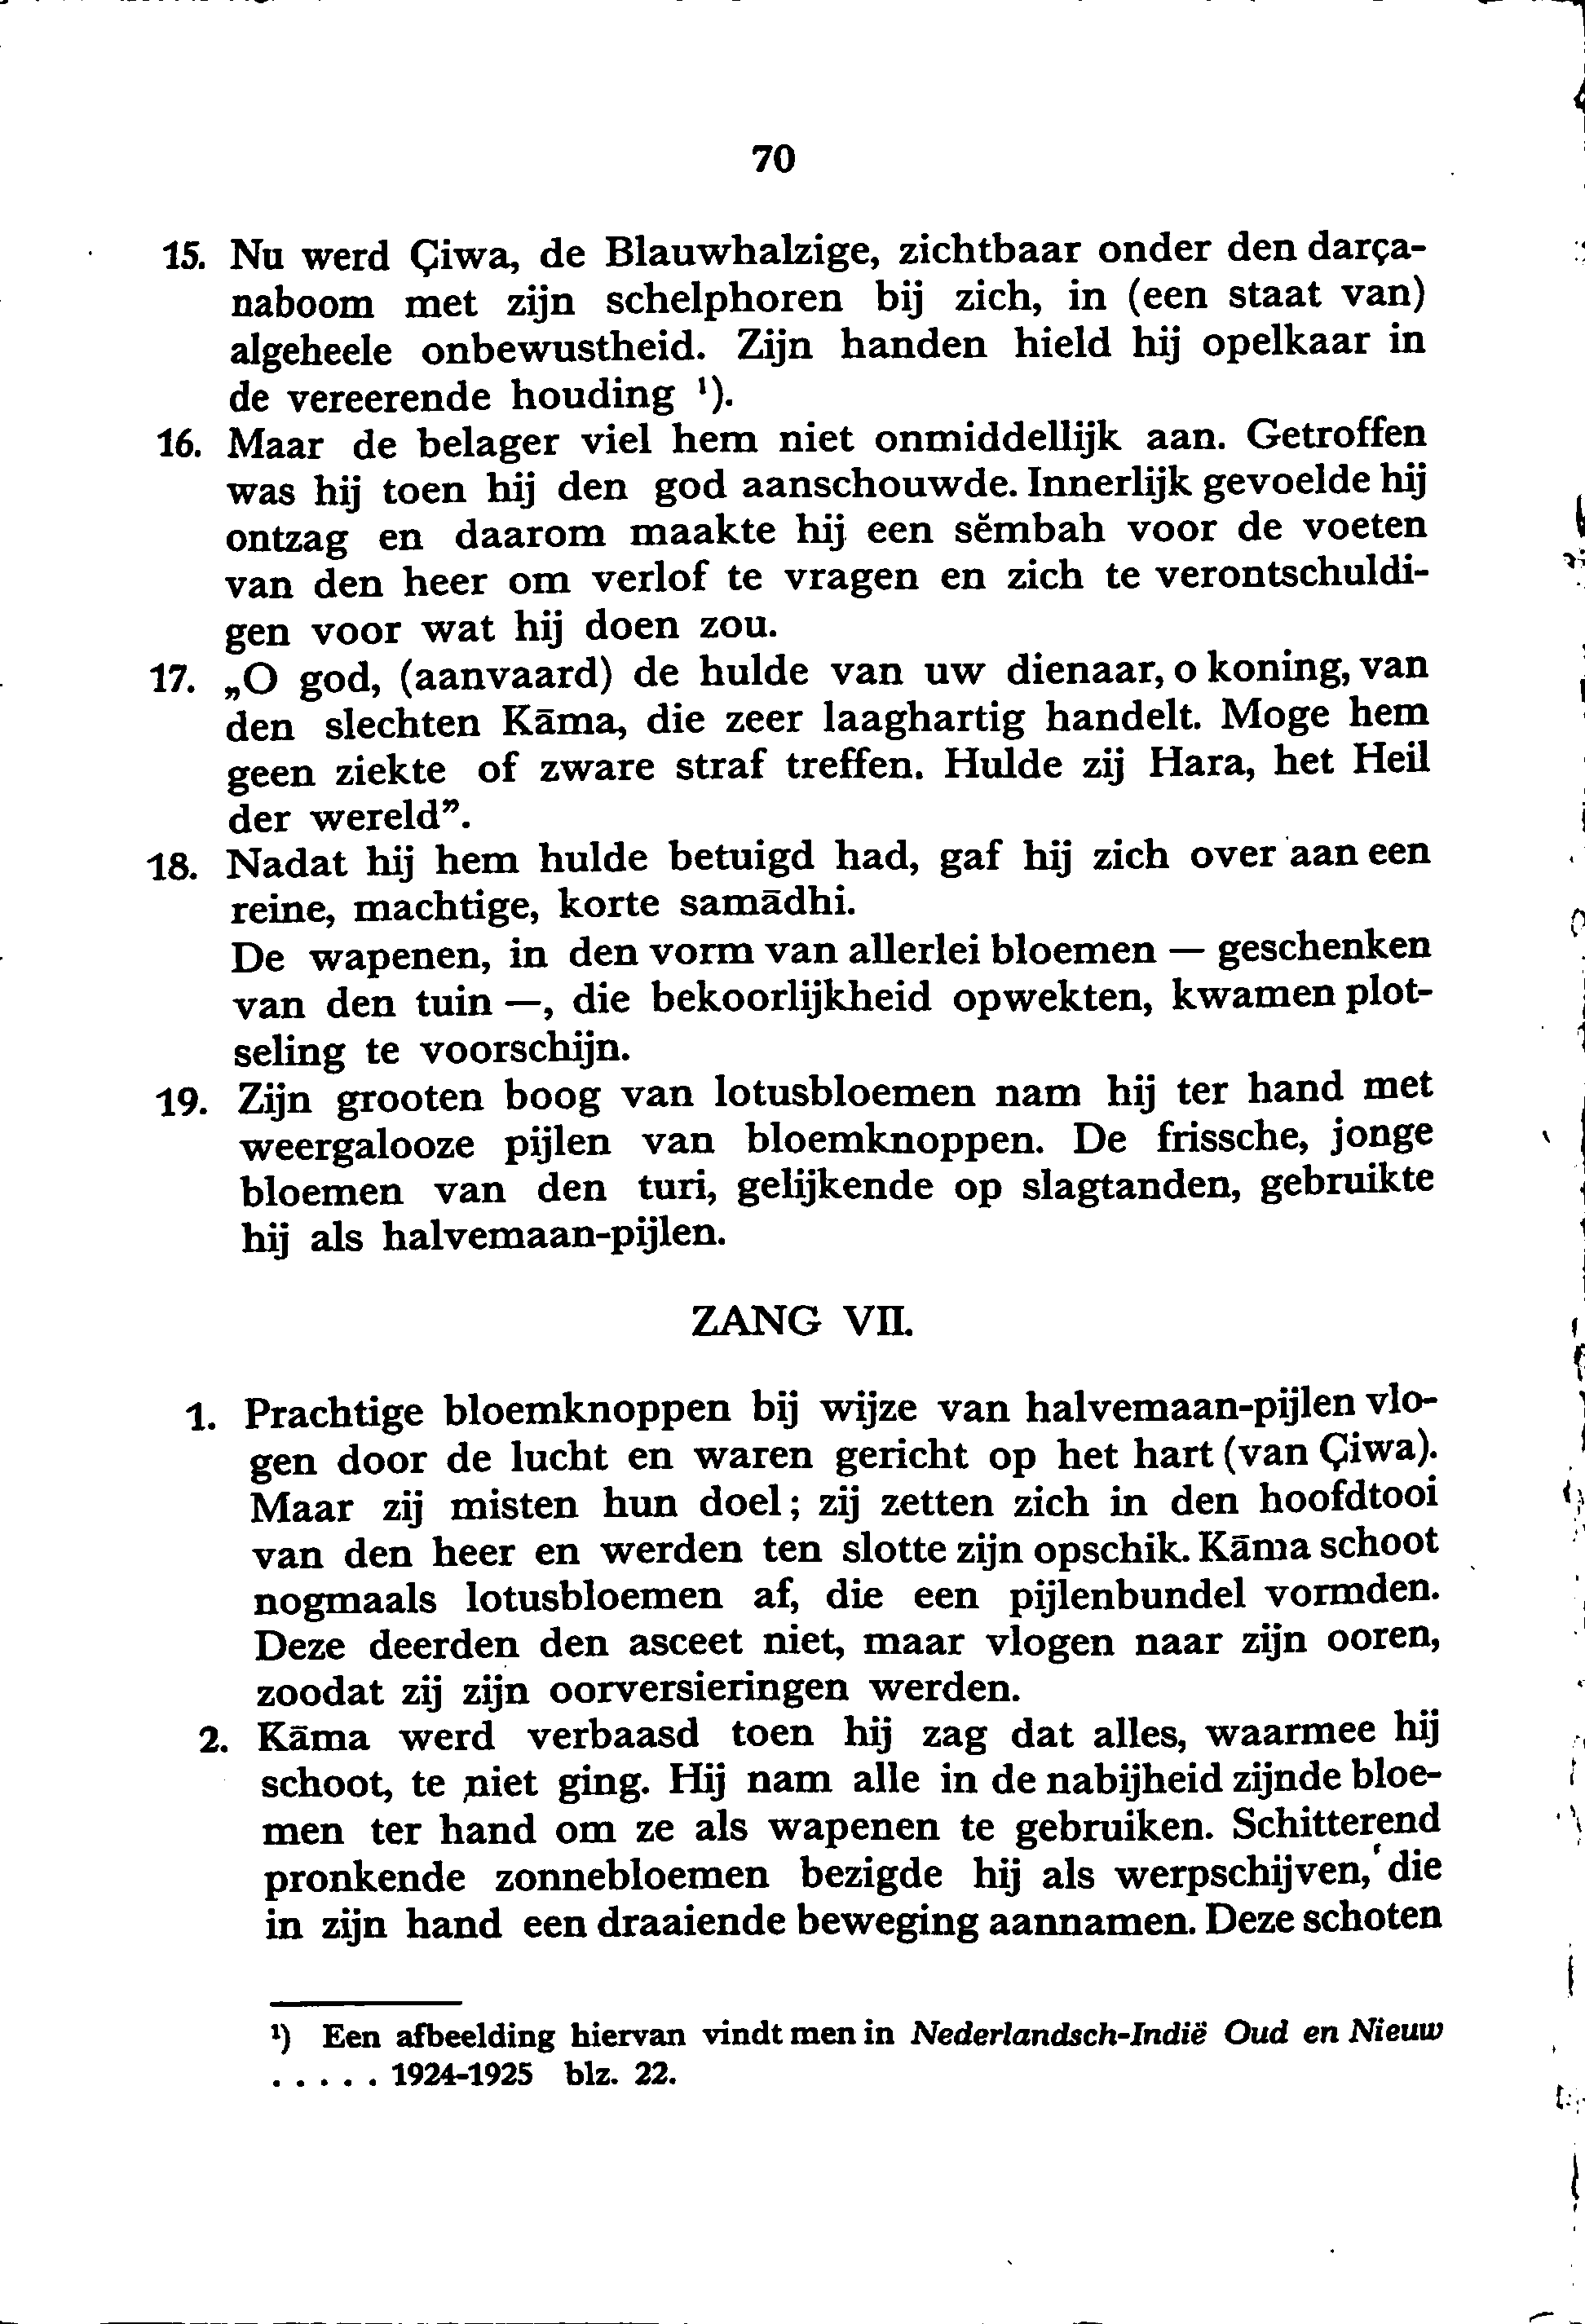 70
15. Nu werd Çiwa, de Blauwhalzige, zichtbaar onder den darça-
naboom met zijn schelphoren bij zich, in (een staat van)
algeheele onbewustheid. Zijn handen hield hij opelkaar in
de vereerende houding ¹).
16. Maar de belager viel hem niet onmiddellijk aan. Getroffen
was hij toen hij den god aanschouwde. Innerlijk gevoelde hij
ontzag en daarom maakte hij een sĕmbah voor de voeten
van den heer om verlof te vragen en zich te verontschuldi-
gen voor wat hij doen zou.
17. „O god, (aanvaard) de hulde van uw dienaar, o koning, van
den slechten Kāma, die zeer laaghartig handelt. Moge hem
geen ziekte of zware straf treffen. Hulde zij Hara, het Heil
der wereld”.
18. Nadat hij hem hulde betuigd had, gaf hij zich over aan een
reine, machtige, korte samādhi.
De wapenen, in den vorm van allerlei bloemen — geschenken
van den tuin —, die bekoorlijkheid opwekten, kwamen plot-
seling te voorschijn.
19. Zijn grooten boog van lotusbloemen nam hij ter hand met
weergalooze pijlen van bloemknoppen. De frissche, jonge
bloemen van den turi, gelijkende op slagtanden, gebruikte
hij als halvemaan-pijlen.
ZANG VII.
1. Prachtige bloemknoppen bij wijze van halvemaan-pijlen vlo-
gen door de lucht en waren gericht op het hart (van Çiwa).
Maar zij misten hun doel; zij zetten zich in den hoofdtooi
van den heer en werden ten slotte zijn opschik. Kāma schoot
nogmaals lotusbloemen af, die een pijlenbundel vormden.
Deze deerden den asceet niet, maar vlogen naar zijn ooren,
zoodat zij zijn oorversieringen werden.
2. Kāma werd verbaasd toen hij zag dat alles, waarmee hij
schoot, te niet ging. Hij nam alle in de nabijheid zijnde bloe-
men ter hand om ze als wapenen te gebruiken. Schitterend
pronkende zonnebloemen bezigde hij als werpschijven, die
in zijn hand een draaiende beweging aannamen. Deze schoten
¹) Een afbeelding hiervan vindt men in Nederlandsch-Indië Oud en Nieuw
. . . . . 1924-1925 blz. 22.